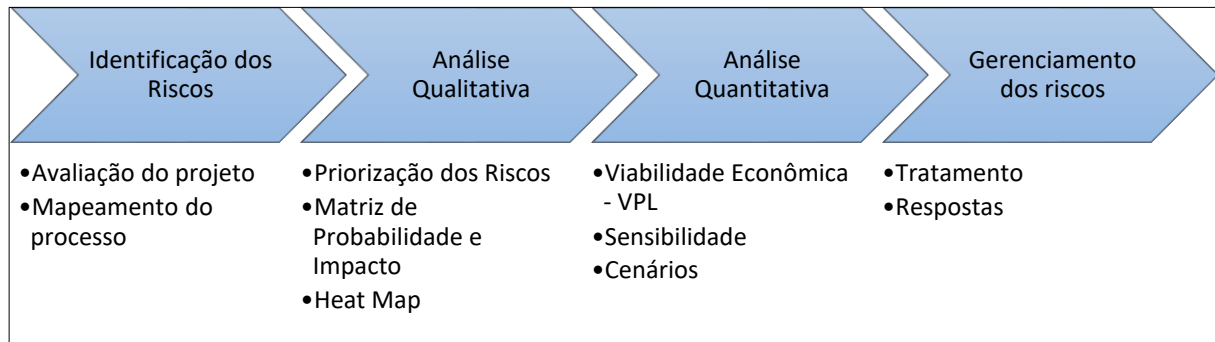 Identificação dos
Riscos
•Avaliação do projeto
•Mapeamento do
processo
Análise
Qualitativa
•Priorização dos Riscos
•Matriz de
Probabilidade e
Impacto
•Heat Map
Análise
Quantitativa
•Viabilidade Econômica
- VPL
•Sensibilidade
•Cenários
Gerenciamento
dos riscos
•Tratamento
•Respostas